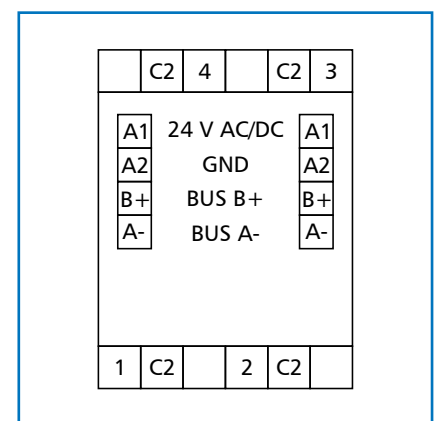 C2 4 C2 3
A1 24 V AC/DC A1
A2 GND A2
B+ BUS B+ B+
A- BUS A- A-
1 C2 2 C2